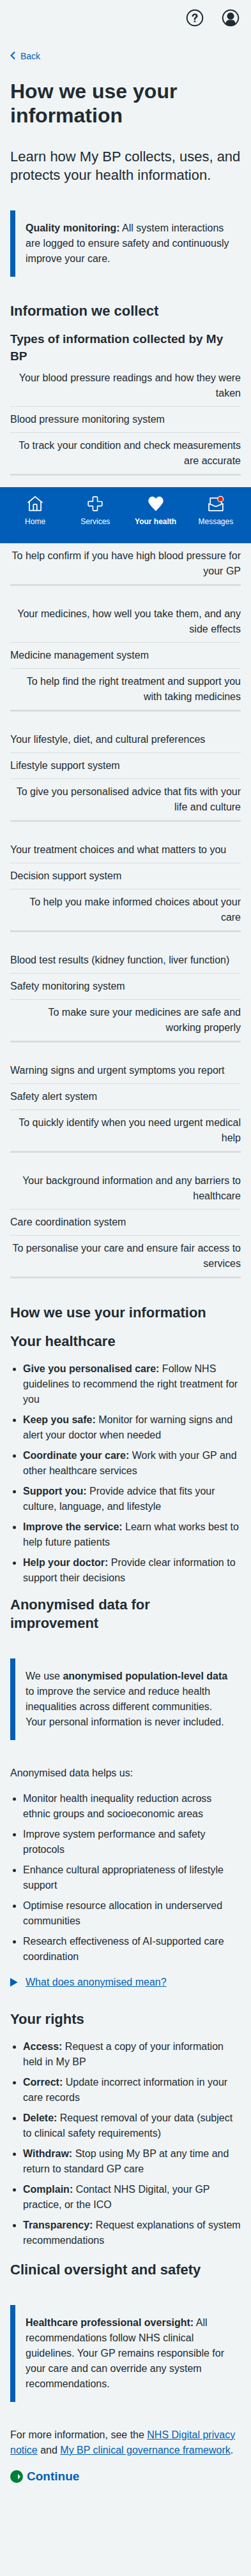 Back
How we use your
information
Learn how My BP collects, uses, and
protects your health information.
Quality monitoring: All system interactions
are logged to ensure safety and continuously
improve your care.
Information we collect
Types of information collected by My
BP
Your blood pressure readings and how they were
taken
Blood pressure monitoring system
To track your condition and check measurements
are accurate
Home Services Your health Messages
To help confirm if you have high blood pressure for
your GP
Your medicines, how well you take them, and any
side effects
Medicine management system
To help find the right treatment and support you
with taking medicines
Your lifestyle, diet, and cultural preferences
Lifestyle support system
To give you personalised advice that fits with your
life and culture
Your treatment choices and what matters to you
Decision support system
To help you make informed choices about your
care
Blood test results (kidney function, liver function)
Safety monitoring system
To make sure your medicines are safe and
working properly
Warning signs and urgent symptoms you report
Safety alert system
To quickly identify when you need urgent medical
help
Your background information and any barriers to
healthcare
Care coordination system
To personalise your care and ensure fair access to
services
How we use your information
Your healthcare
Give you personalised care: Follow NHS
guidelines to recommend the right treatment for
you
Keep you safe: Monitor for warning signs and
alert your doctor when needed
Coordinate your care: Work with your GP and
other healthcare services
Support you: Provide advice that fits your
culture, language, and lifestyle
Improve the service: Learn what works best to
help future patients
Help your doctor: Provide clear information to
support their decisions
Anonymised data for
improvement
We use anonymised population-level data
to improve the service and reduce health
inequalities across different communities.
Your personal information is never included.
Anonymised data helps us:
Monitor health inequality reduction across
ethnic groups and socioeconomic areas
Improve system performance and safety
protocols
Enhance cultural appropriateness of lifestyle
support
Optimise resource allocation in underserved
communities
Research effectiveness of AI-supported care
coordination
What does anonymised mean?
Your rights
Access: Request a copy of your information
held in My BP
Correct: Update incorrect information in your
care records
Delete: Request removal of your data (subject
to clinical safety requirements)
Withdraw: Stop using My BP at any time and
return to standard GP care
Complain: Contact NHS Digital, your GP
practice, or the ICO
Transparency: Request explanations of system
recommendations
Clinical oversight and safety
Healthcare professional oversight: All
recommendations follow NHS clinical
guidelines. Your GP remains responsible for
your care and can override any system
recommendations.
For more information, see the NHS Digital privacy
notice and My BP clinical governance framework.
Continue